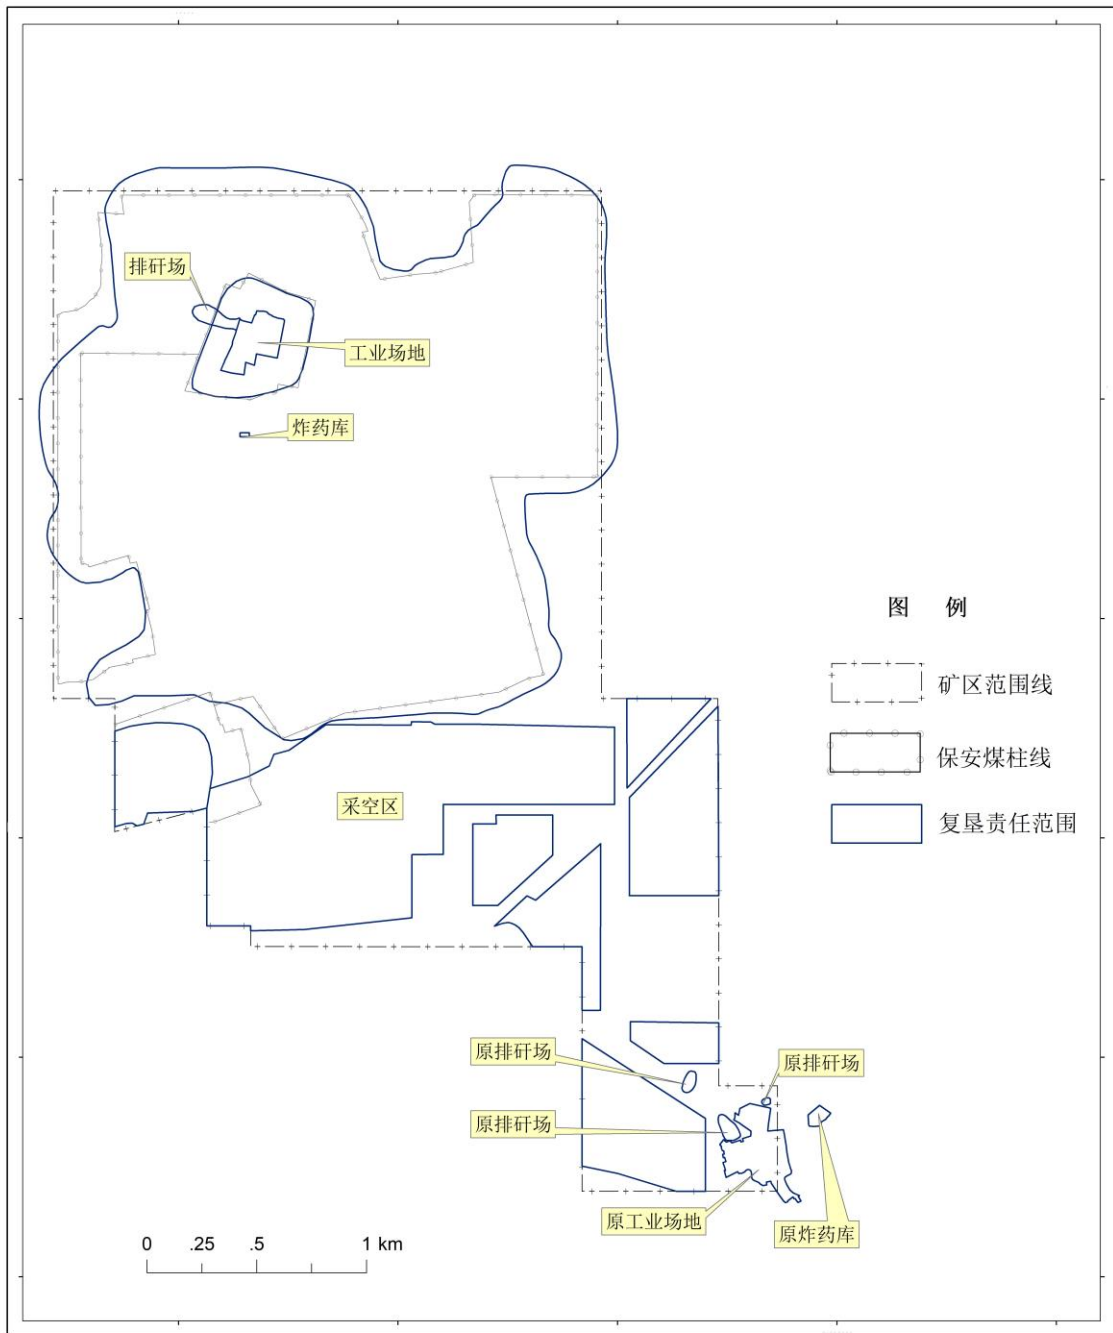 排矸场
工业场地
炸药库
图 例
矿区范围线
保安煤柱线
采空区
复垦责任范围
原排矸场
原排矸场
原排矸场
原工业场地
原炸药库
0 .25 .5 1 km